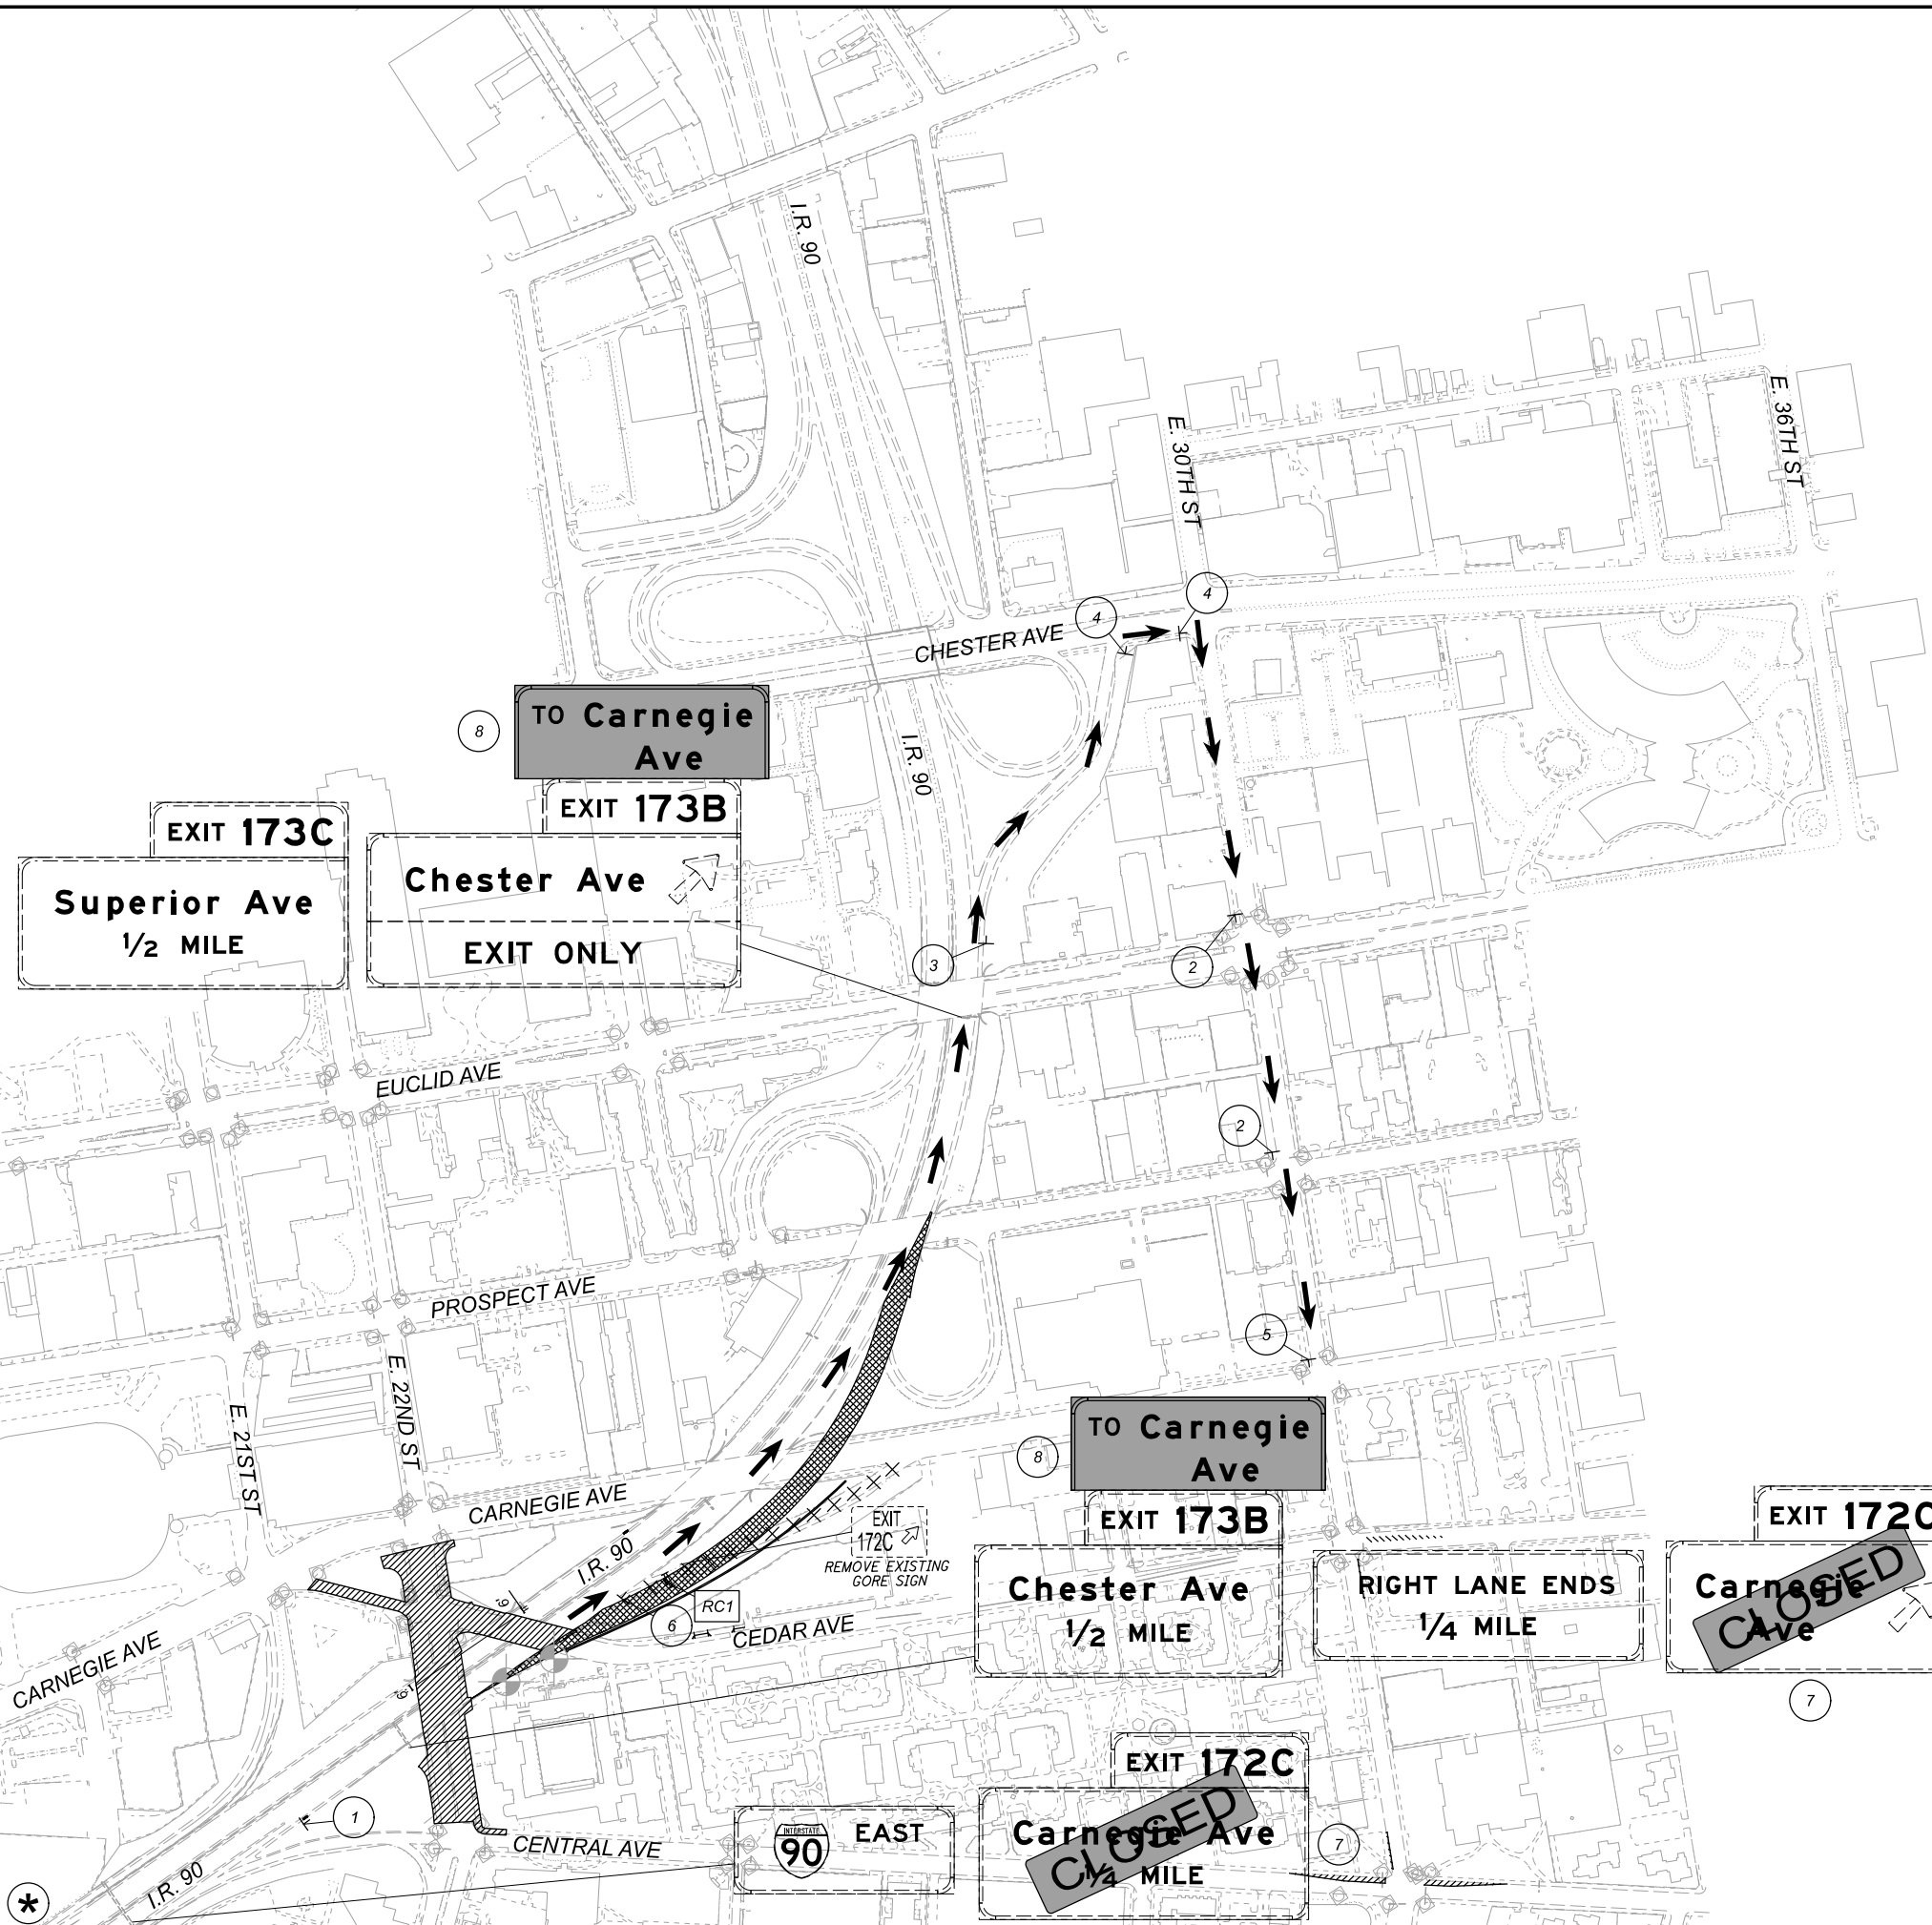 I.R. 90
E. 36TH ST
E. 30TH ST
4
4
CHESTER AVE
8
TO Carnegie
Ave
I.R. 90
EXIT 173B
EXIT 173C
Chester Ave
Superior Ave
1/2 MILE
EXIT ONLY
3
2
EUCLID AVE
2
PROSPECT AVE
5
E. 22ND ST
E. 21ST ST
TO Carnegie
Ave
8
CARNEGIE AVE
EXIT
172C
REMOVE EXISTING
GORE SIGN
EXIT 173B
EXIT 172C
I.R. 90
Chester Ave
1/2 MILE
RIGHT LANE ENDS
1/4 MILE
Carnegie
Ave
CLOSED
RC1
6
CEDAR AVE
9'
CARNEGIE AVE
9'
7
EXIT 172C
1
INTERSTATE
90
EAST
Carnegie Ave
1/4 MILE
CLOSED
7
CENTRAL AVE
I.R. 90
*